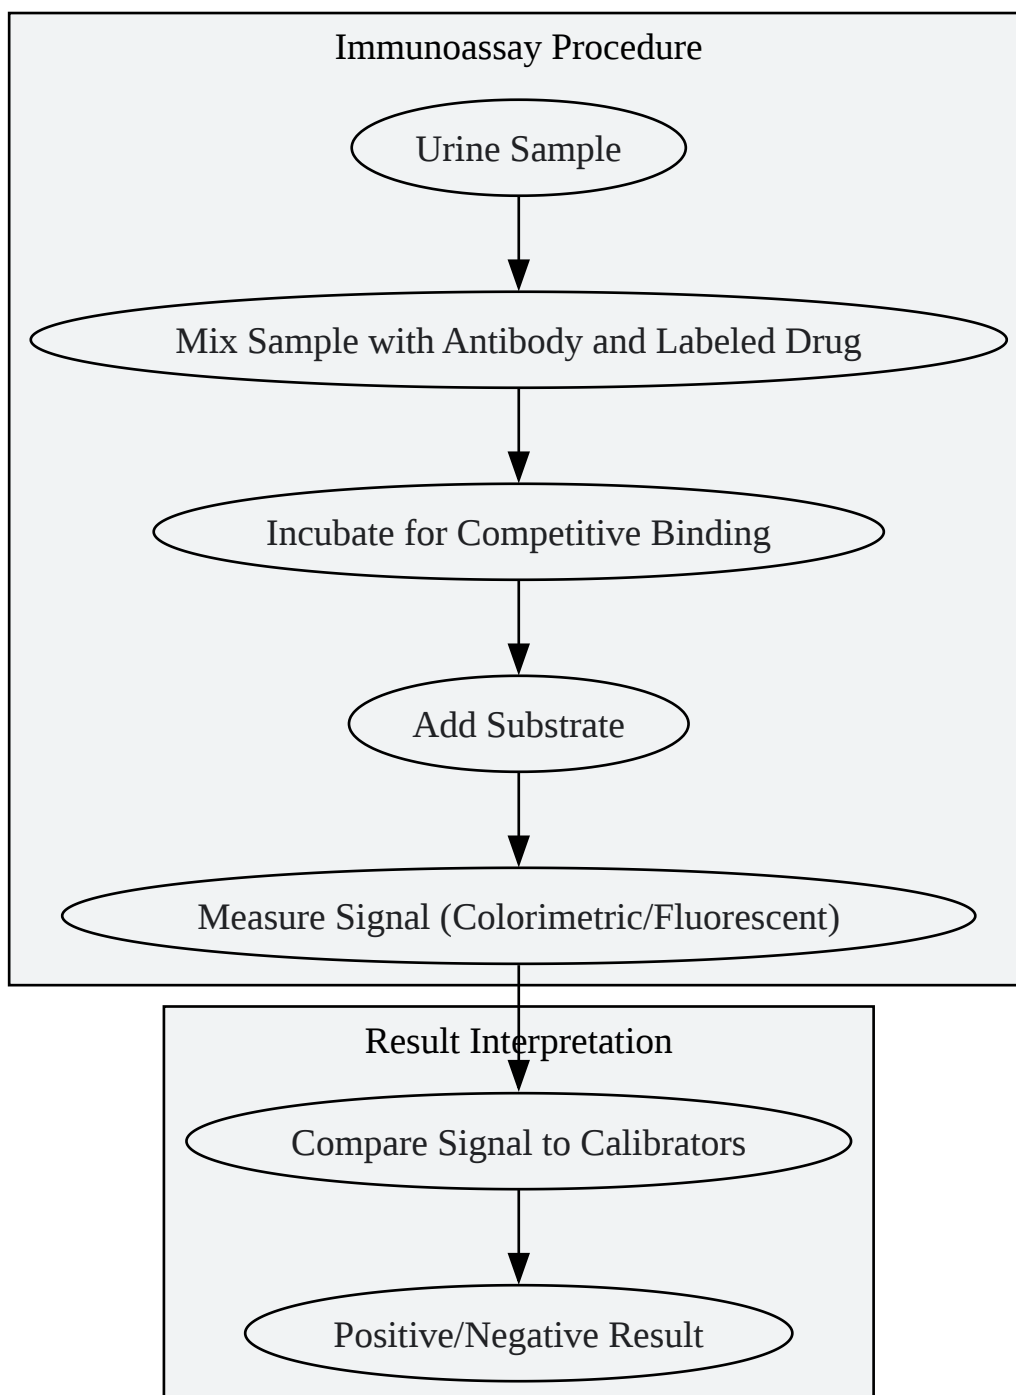 Immunoassay Procedure
Urine Sample
Mix Sample with Antibody and Labeled Drug
Incubate for Competitive Binding
Add Substrate
Measure Signal (Colorimetric/Fluorescent)
Result Interpretation
Compare Signal to Calibrators
Positive/Negative Result